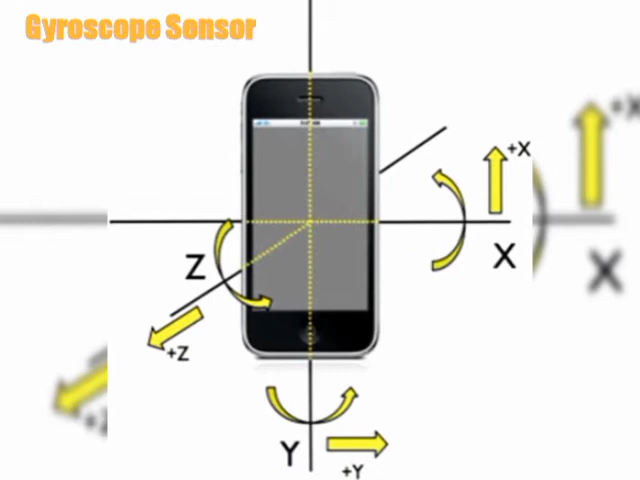 Gyroscope Sensor
+X
+X
X
X
Z
+Z
Y
+Y